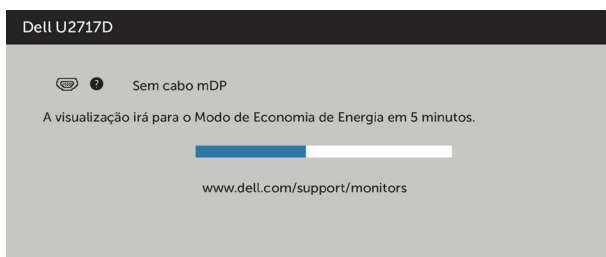 Dell U2717D
? Sem cabo mDP
A visualização irá para o Modo de Economia de Energia em 5 minutos.
www.dell.com/support/monitors